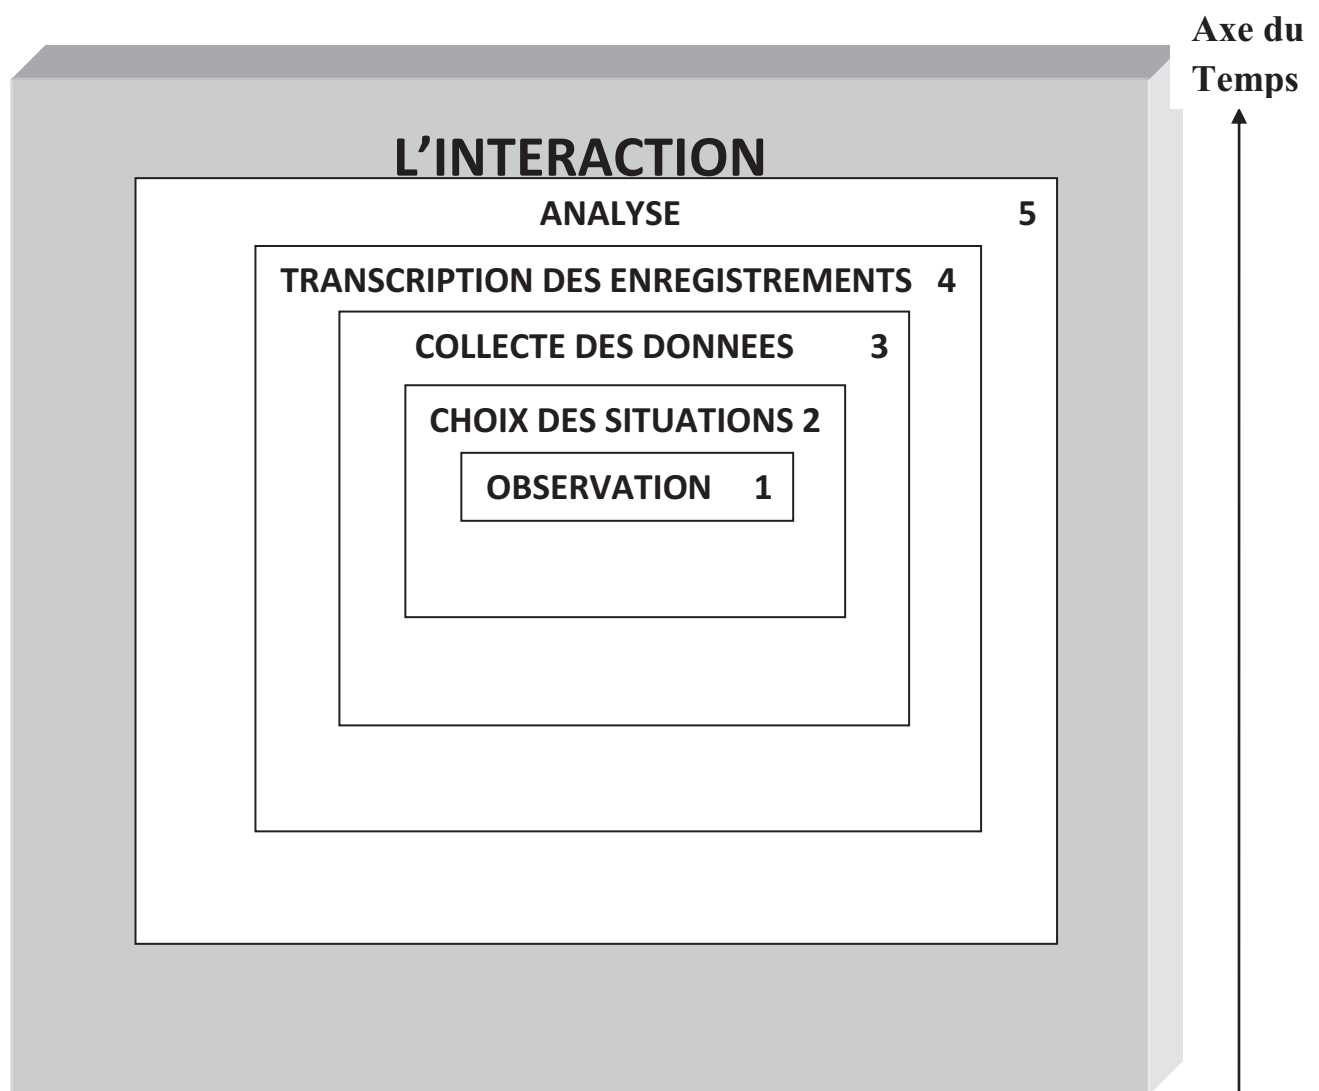 Axe du
Temps
L’INTERACTION
ANALYSE 5
TRANSCRIPTION DES ENREGISTREMENTS 4
COLLECTE DES DONNEES 3
CHOIX DES SITUATIONS 2
OBSERVATION 1